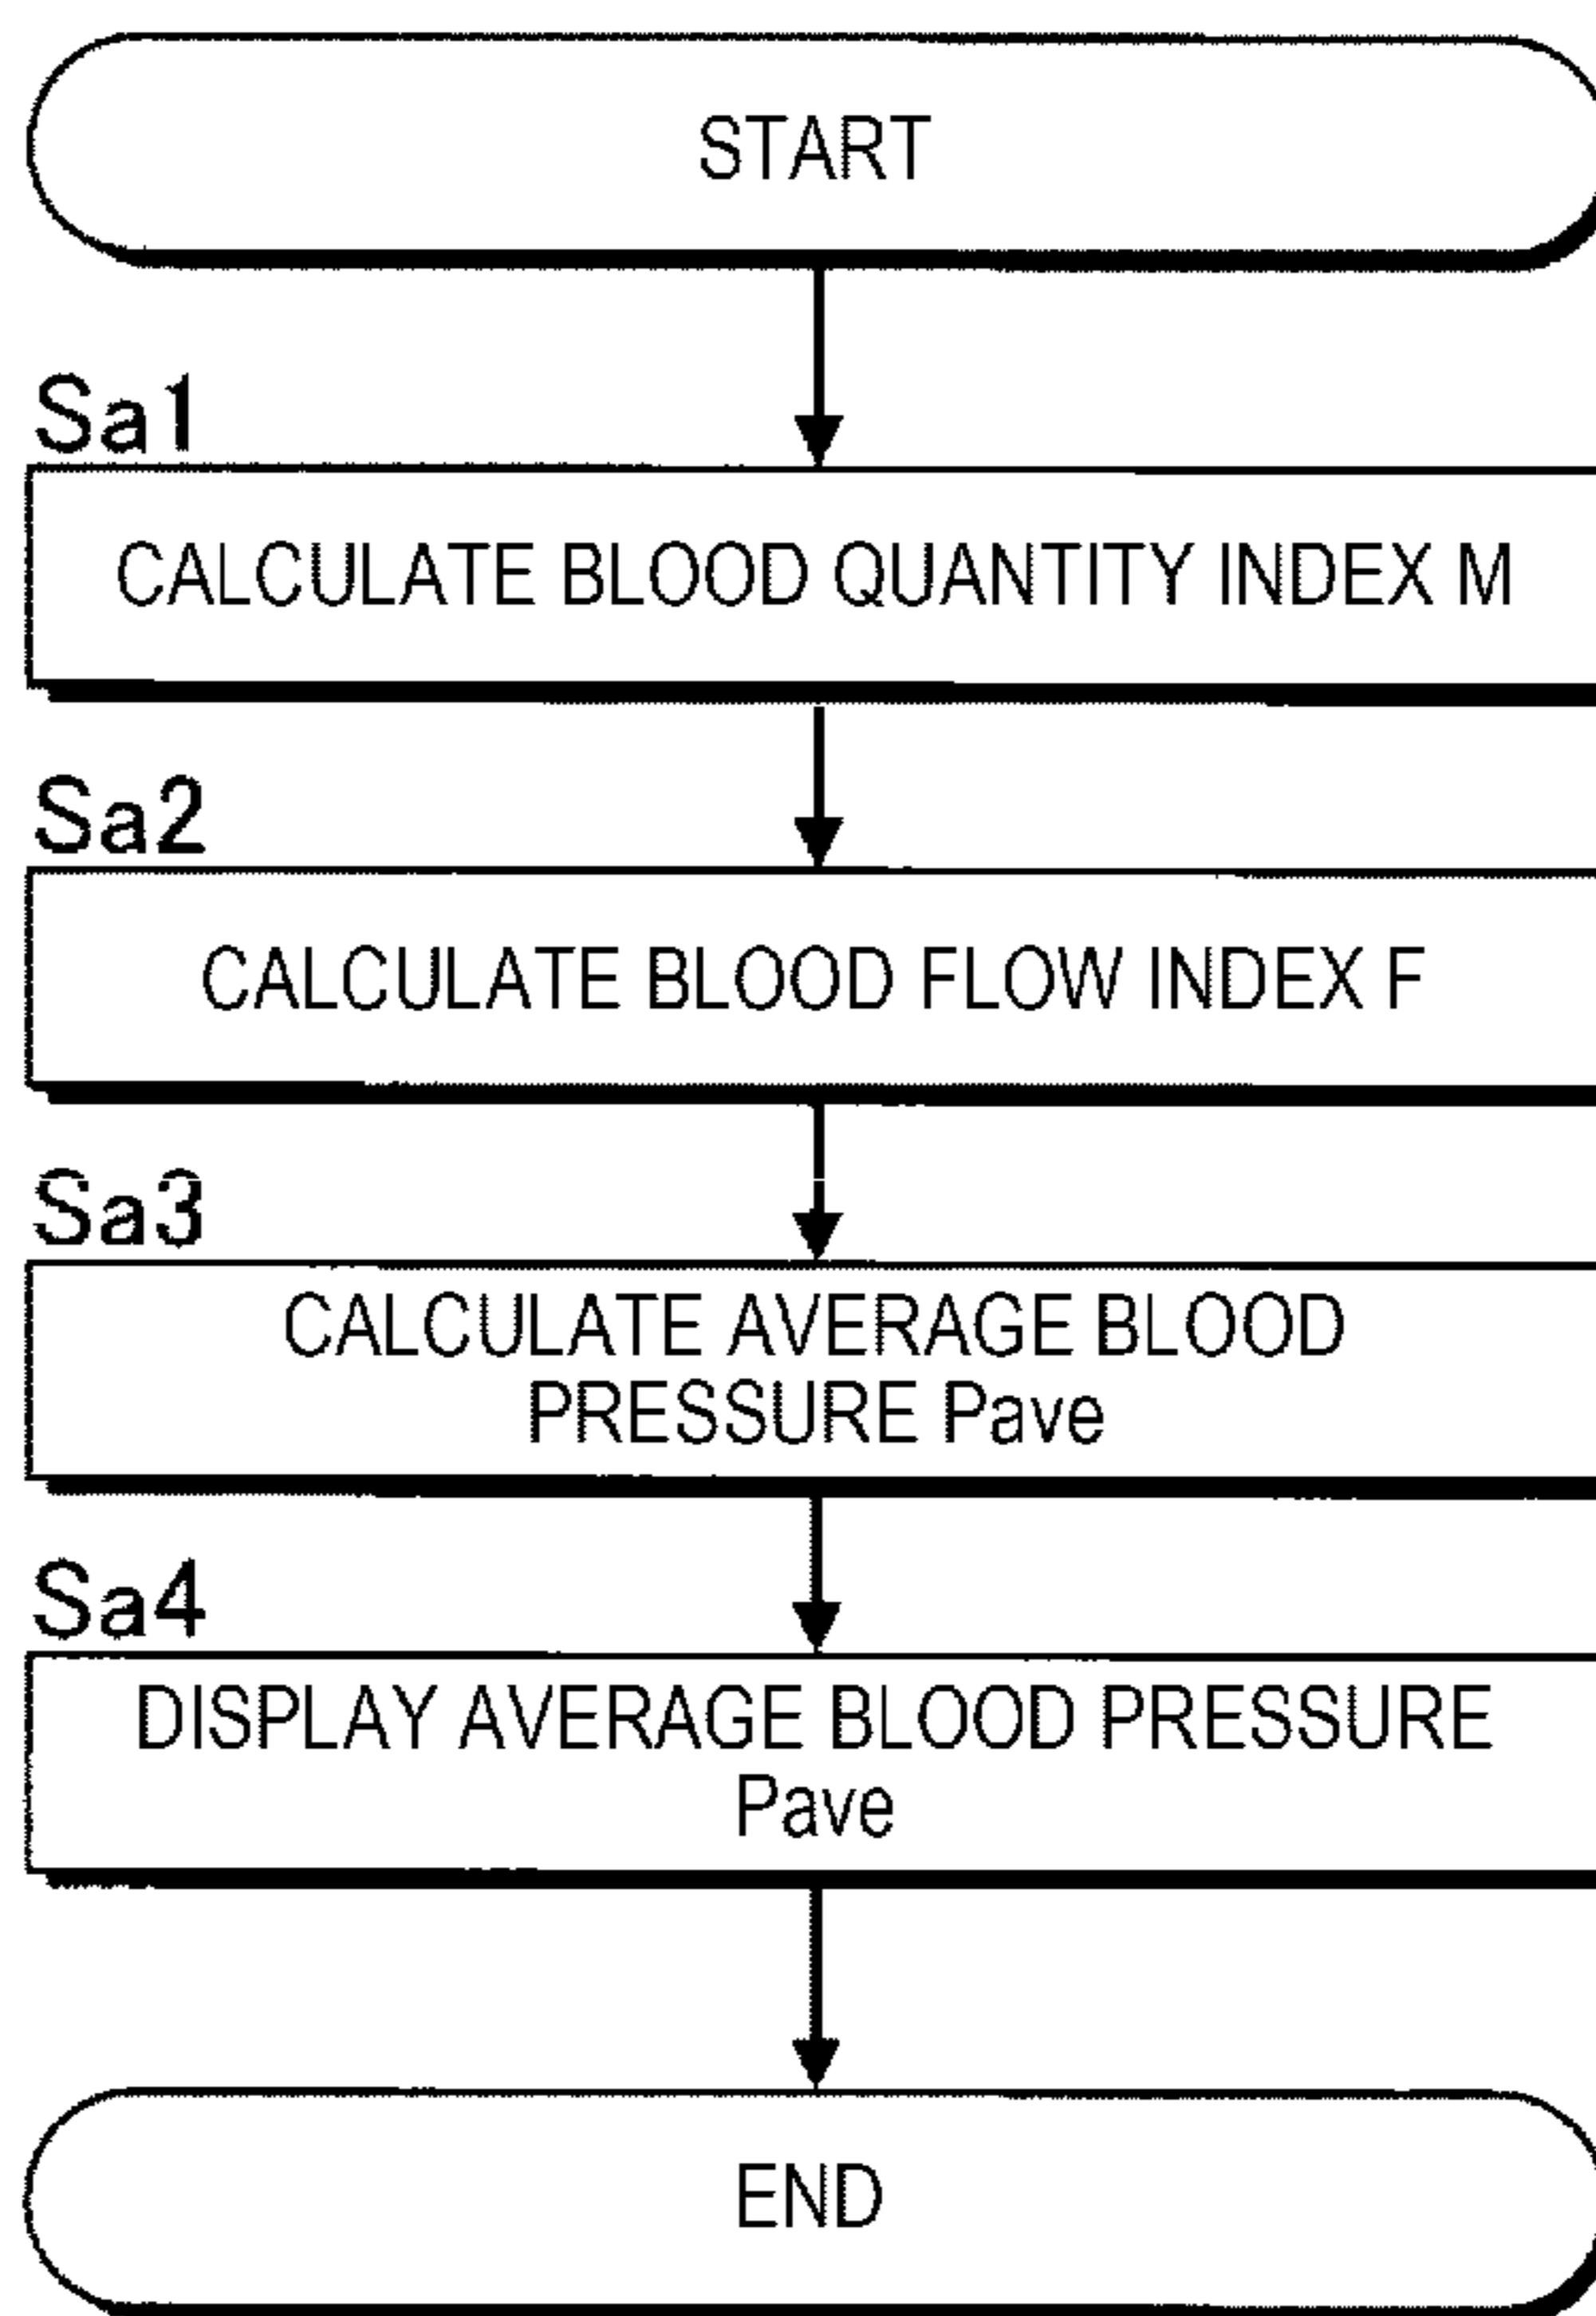 START
Sa1
CALCULATE BLOOD QUANTITY INDEX M
Sa2
CALCULATE BLOOD FLOW INDEX F
Sa3
CALCULATE AVERAGE BLOOD
PRESSURE Pave
Sa4
DISPLAY AVERAGE BLOOD PRESSURE
Pave
END